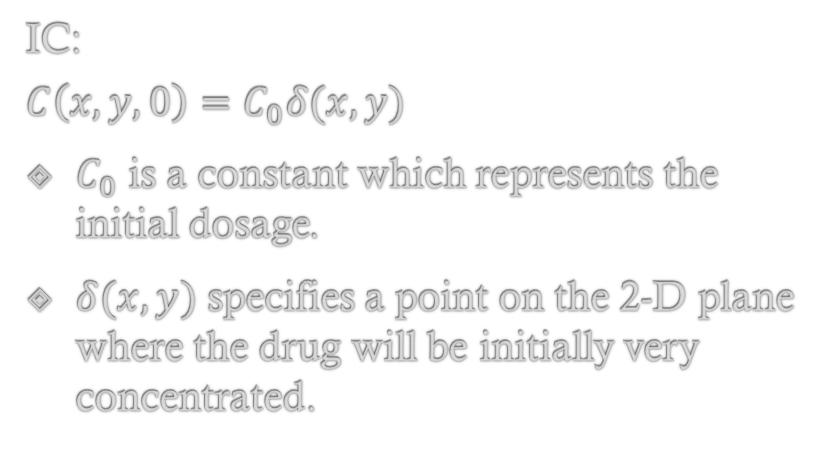 IC:
C(x, y, 0) = C₀δ(x, y)
❖ C₀ is a constant which represents the
initial dosage.
❖ δ(x, y) specifies a point on the 2-D plane
where the drug will be initially very
concentrated.